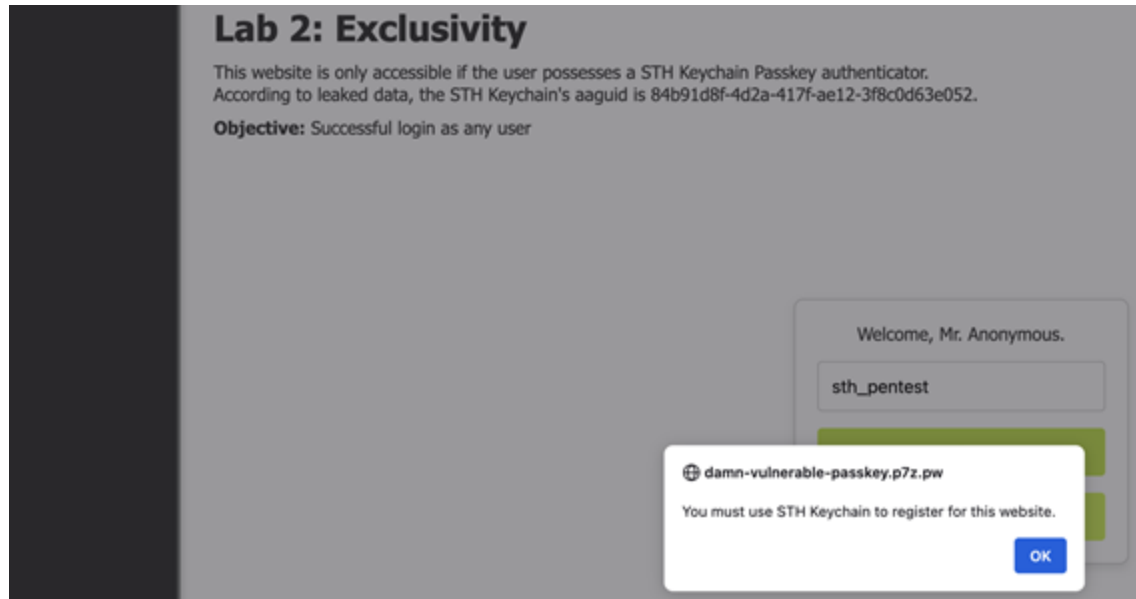 Lab 2: Exclusivity
This website is only accessible if the user possesses a STH Keychain Passkey authenticator.
According to leaked data, the STH Keychain's aaguid is 84b91d8f-4d2a-417f-ae12-3f8c0d63e052.
Objective: Successful login as any user
Welcome, Mr. Anonymous.
sth_pentest
damn-vulnerable-passkey.p7z.pw
You must use STH Keychain to register for this website.
OK